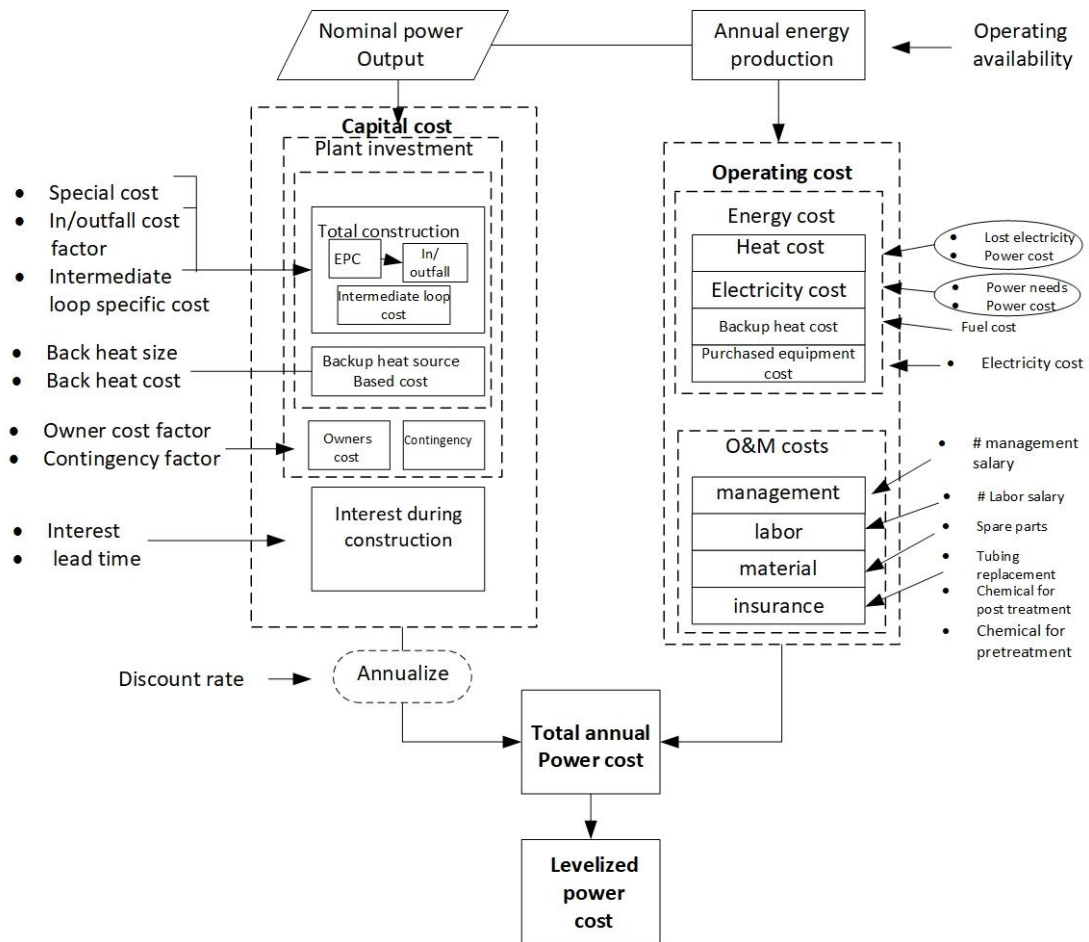 Nominal power
Output
Annual energy
production
Operating
availability
Capital cost
Plant investment
• Special cost
• In/outfall cost
factor
• Intermediate
loop specific cost
Total construction
EPC
In/
outfall
Intermediate loop
cost
• Back heat size
• Back heat cost
Backup heat source
Based cost
• Owner cost factor
• Contingency factor
Owners
cost
Contingency
• Interest
• lead time
Interest during
construction
Operating cost
Energy cost
Heat cost
• Lost electricity
• Power cost
Electricity cost
• Power needs
• Power cost
Backup heat cost
Fuel cost
Purchased equipment
cost
• Electricity cost
O&M costs
• # management
salary
management
• # Labor salary
labor
• Spare parts
material
• Tubing
replacement
insurance
• Chemical for
post treatment
• Chemical for
pretreatment
Discount rate
Annualize
Total annual
Power cost
Levelized
power
cost